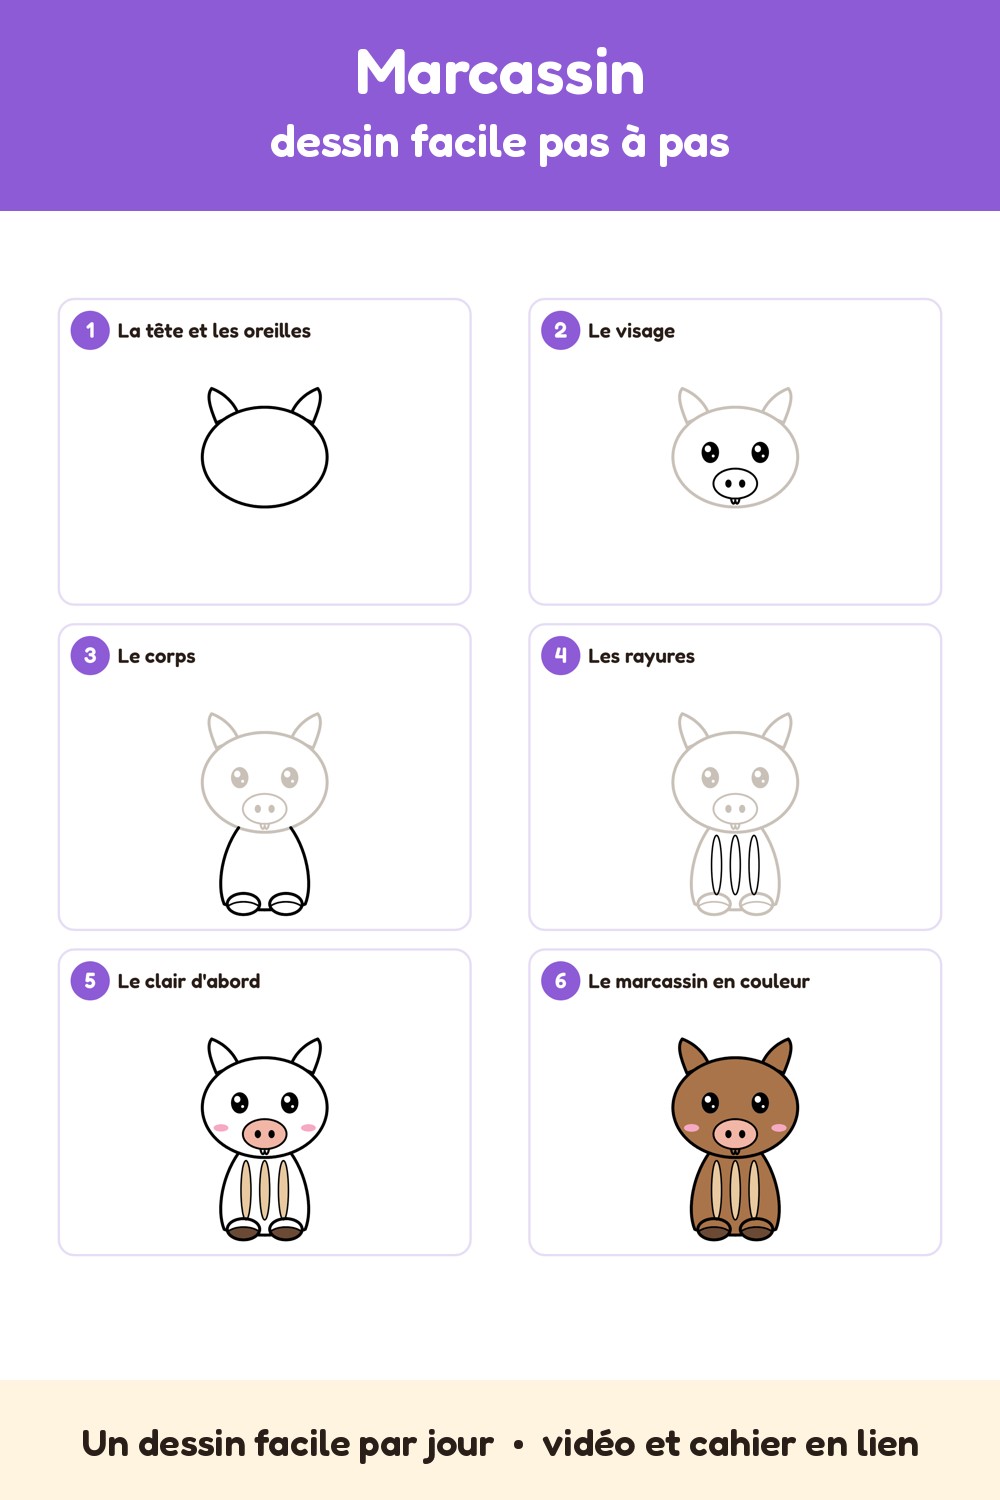 Marcassin
dessin facile pas à pas
1 La tête et les oreilles
2 Le visage
3 Le corps
4 Les rayures
5 Le clair d'abord
6 Le marcassin en couleur
Un dessin facile par jour • vidéo et cahier en lien